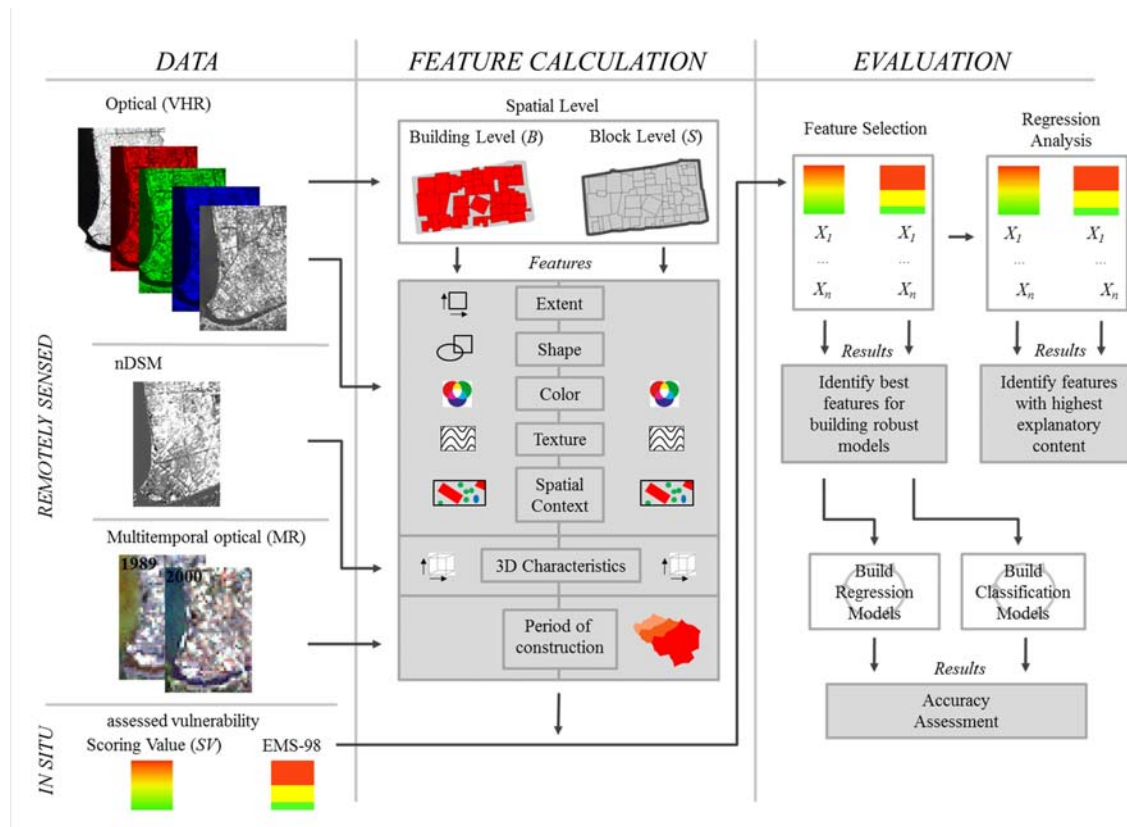 DATA
FEATURE CALCULATION
EVALUATION
REMOTELY SENSED
IN SITU
Optical (VHR)
nDSM
Multitemporal optical (MR)
1989
2000
assessed vulnerability
Scoring Value (SV)
EMS-98
Spatial Level
Building Level (B)
Block Level (S)
Features
Extent
Shape
Color
Texture
Spatial
Context
3D Characteristics
Period of
construction
Feature Selection
X1
...
Xn
X1
...
Xn
Regression
Analysis
X1
...
Xn
X1
...
Xn
Results
Identify best
features for
building robust
models
Results
Identify features
with highest
explanatory
content
Build
Regression
Models
Build
Classification
Models
Results
Accuracy
Assessment